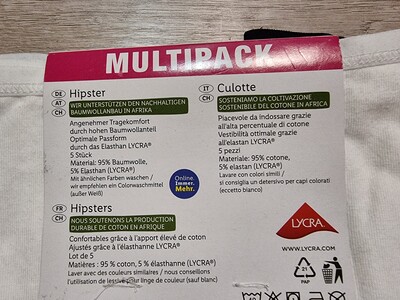 MULTIPACK
DE Hipster
AT
CH
WIR UNTERSTÜTZEN DEN NACHHALTIGEN
BAUMWOLLANBAU IN AFRIKA
Angenehmer Tragekomfort
durch hohen Baumwollanteil
Optimale Passform
durch das Elasthan LYCRA®
5 Stück
Material: 95% Baumwolle,
5% Elasthan (LYCRA®)
Mit ähnlichen Farben waschen /
wir empfehlen ein Colorwaschmittel
(außer Weiß)
Online.
Immer.
Mehr.
FR Hipsters
CH
NOUS SOUTENONS LA PRODUCTION
DURABLE DE COTON EN AFRIQUE
Confortables grâce à l'apport élevé de coton
Ajustés grâce à l'élasthanne LYCRA®
Lot de 5
Matières : 95 % coton, 5 % élasthanne (LYCRA®)
Laver avec des couleurs similaires / nous conseillons
l'utilisation de lessive pour linge couleur (sauf blanc)
IT Culotte
CH
SOSTENIAMO LA COLTIVAZIONE
SOSTENIBILE DEL COTONE IN AFRICA
Piacevole da indossare grazie
all'alta percentuale di cotone
Vestibilità ottimale grazie
all'elastan LYCRA®
5 pezzi
Materiale: 95% cotone,
5% elastan (LYCRA®)
Lavare con colori simili /
si consiglia un detersivo per capi colorati
(eccetto bianco)
LYCRA
WWW.LYCRA.COM
21
PAP